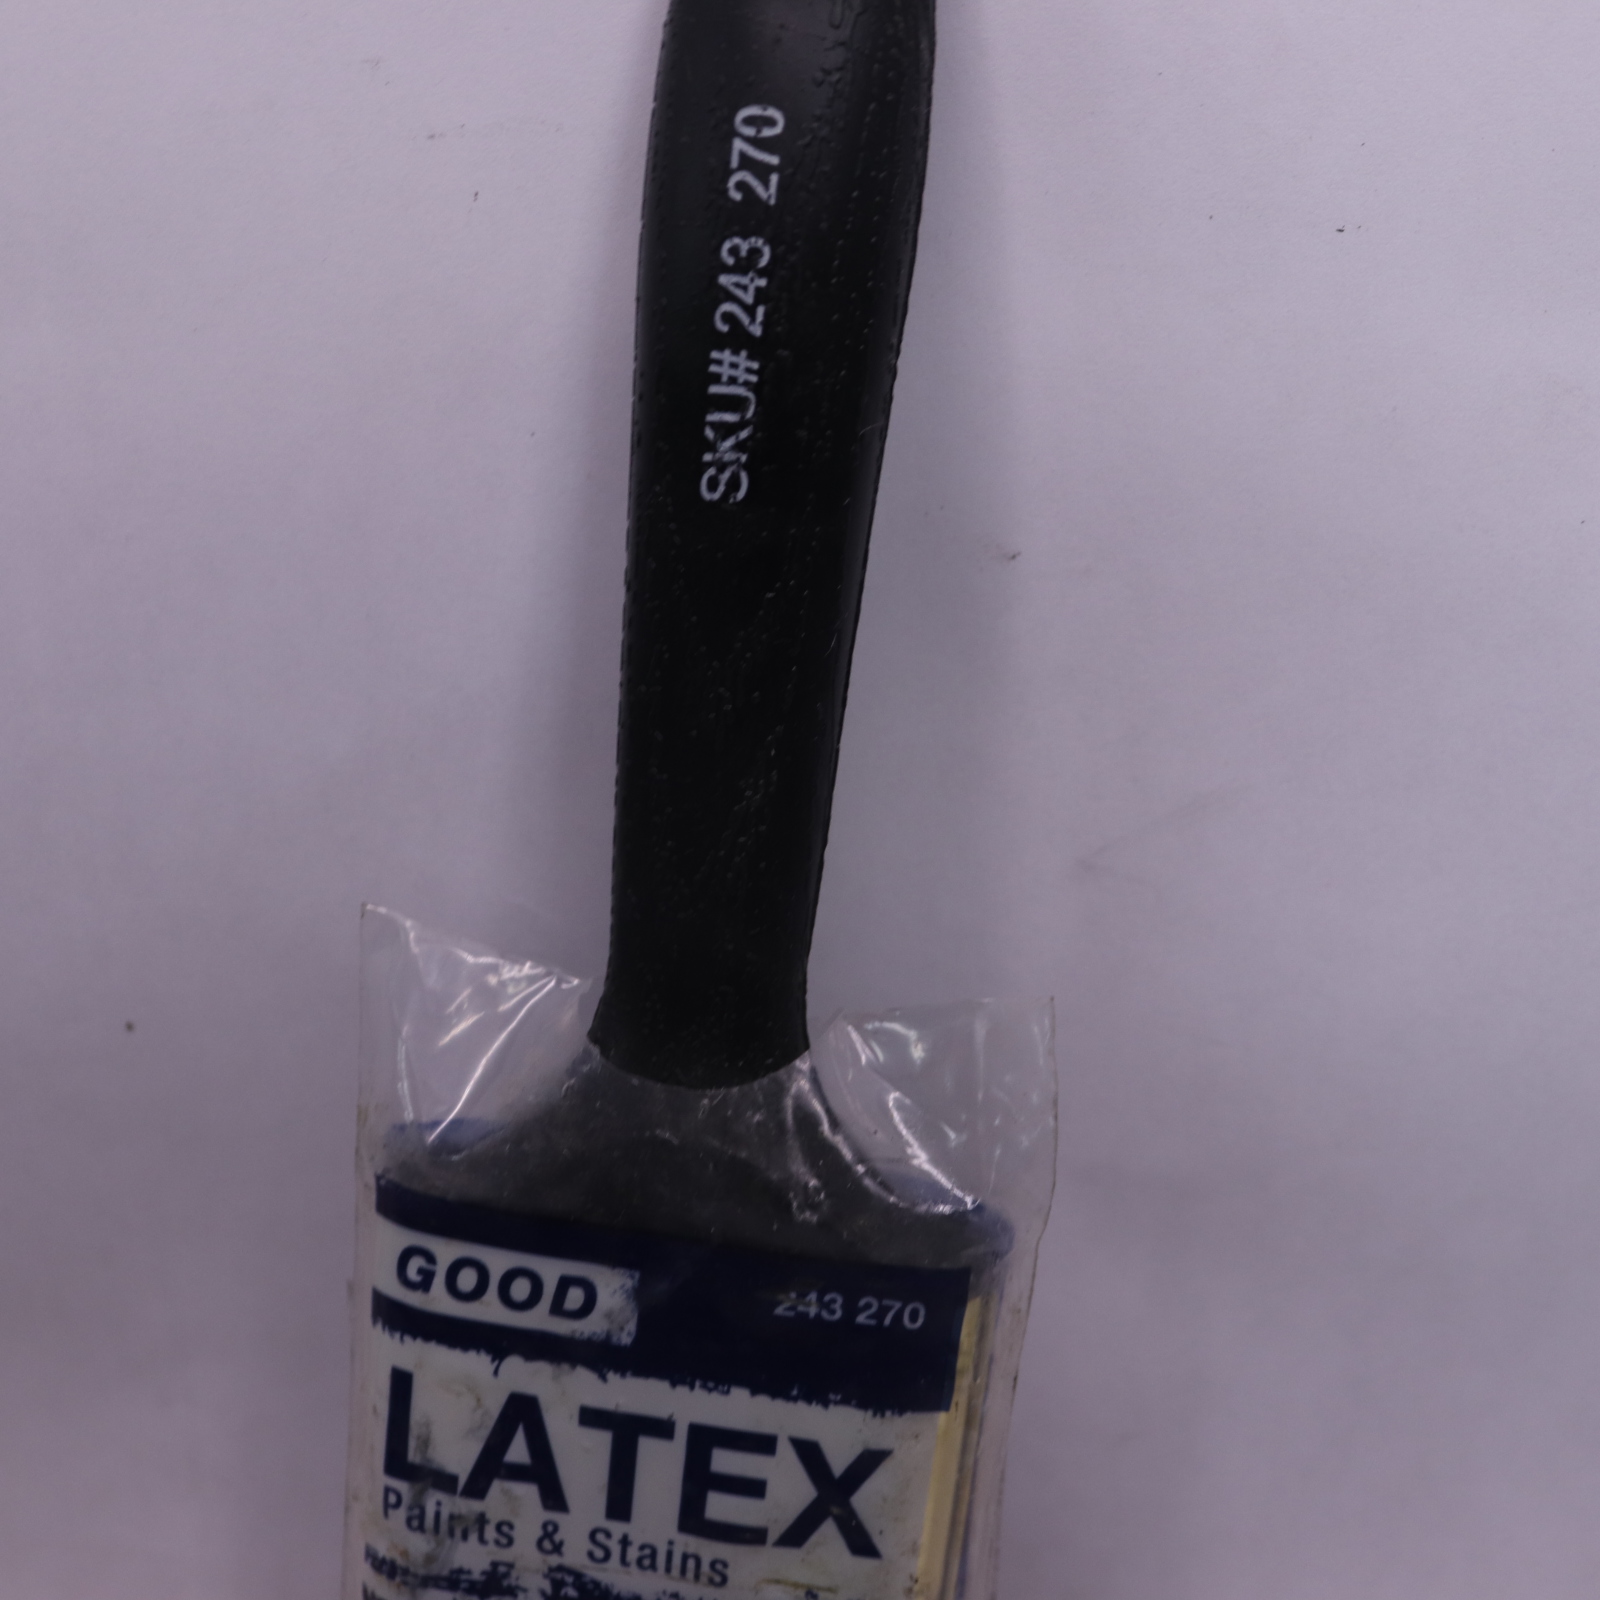 SKU# 243 270
GOOD
243 270
LATEX
Paints & Stains